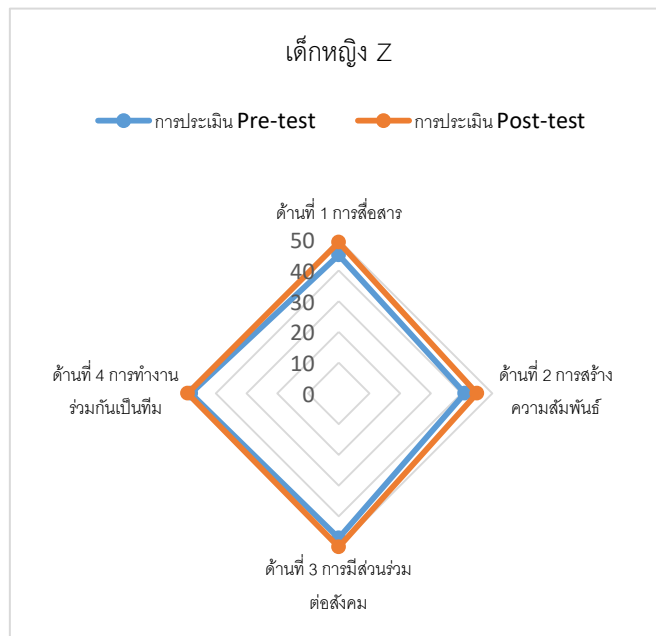 เด็กหญิง Z
การประเมิน Pre-test
การประเมิน Post-test
ด้านที่ 1 การสื่อสาร
50
40
30
20
10
0
ด้านที่ 2 การสร้าง
ความสัมพันธ์
ด้านที่ 3 การมีส่วนร่วม
ต่อสังคม
ด้านที่ 4 การทำงาน
ร่วมกันเป็นทีม